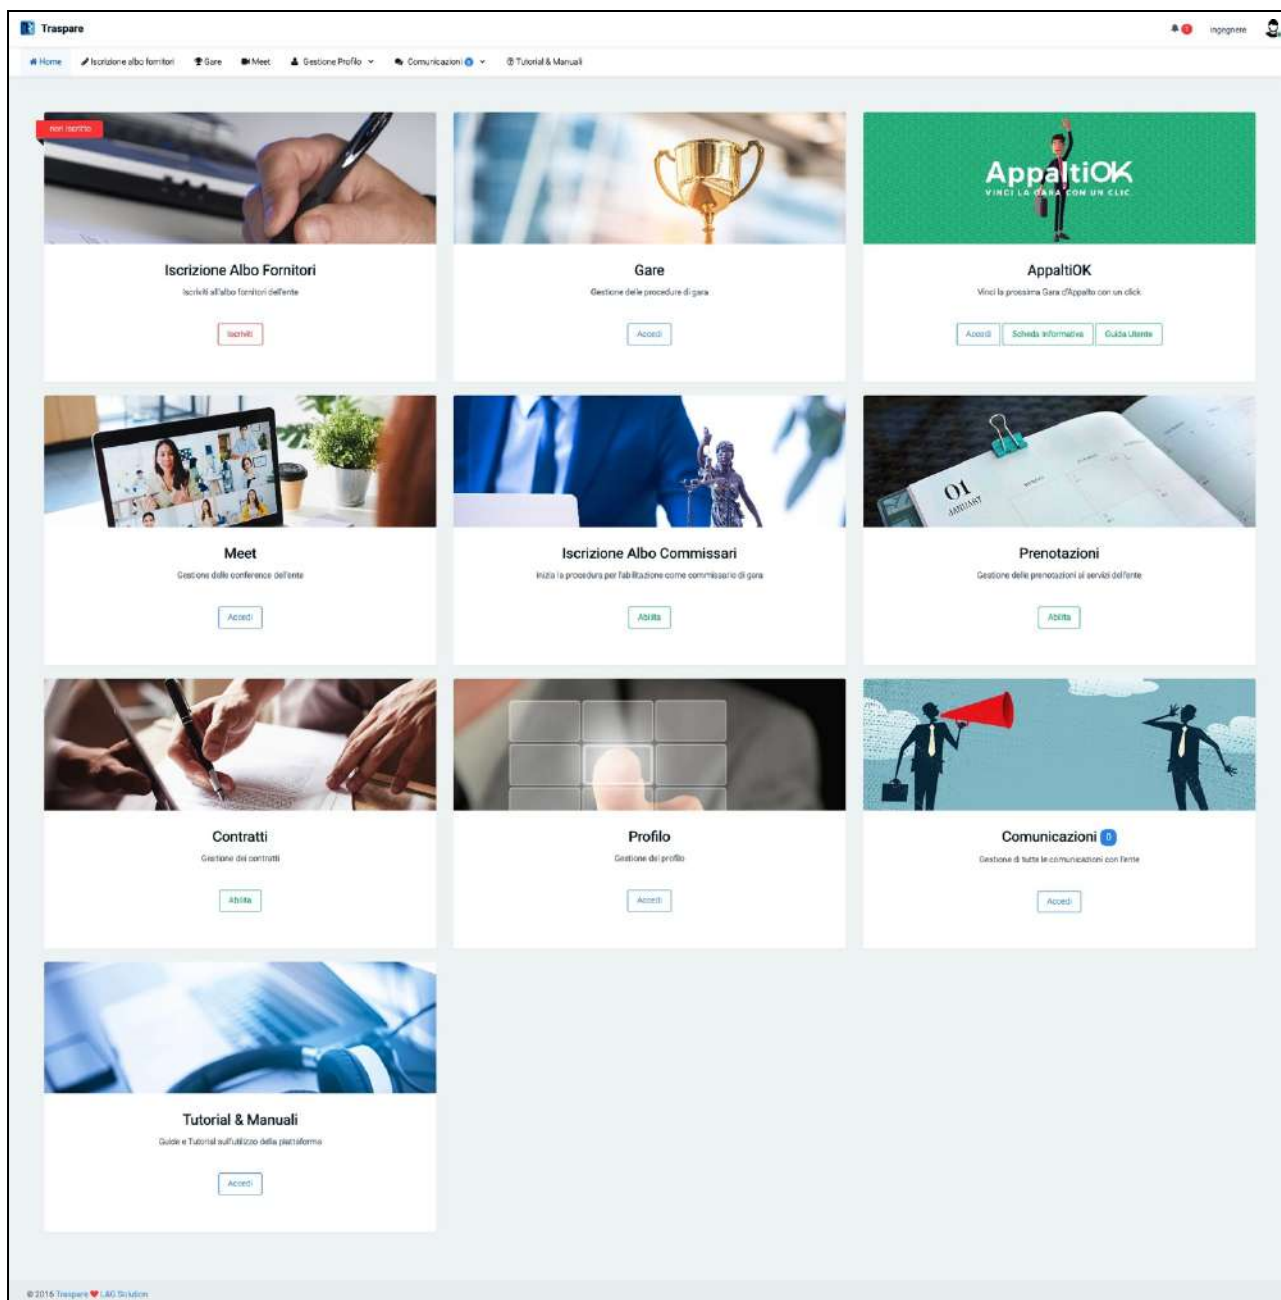 Traspare
ingegnere
Home Iscrizione albo fornitori Gare Meet Gestione Profilo Comunicazioni 0 Tutorial & Manuali
non iscritto
AppaltiOK
VINCI LA GARA CON UN CLIC
Iscrizione Albo Fornitori
Iscriviti all'albo fornitori dell'ente
Iscriviti
Gare
Gestione delle procedure di gara
Accedi
AppaltiOK
Vinci la prossima Gara d'Appalto con un click
Accedi Scheda Informativa Guida Utente
01
JANUARY
Meet
Gestione delle conference dell'ente
Accedi
Iscrizione Albo Commissari
Inizia la procedura per l'abilitazione come commissario di gara
Abilita
Prenotazioni
Gestione delle prenotazioni ai servizi dell'ente
Abilita
Contratti
Gestione dei contratti
Abilita
Profilo
Gestione del profilo
Accedi
Comunicazioni 0
Gestione di tutte le comunicazioni con l'ente
Accedi
Tutorial & Manuali
Guide e Tutorial sull'utilizzo della piattaforma
Accedi
© 2016 Traspare ❤ L&G Solution